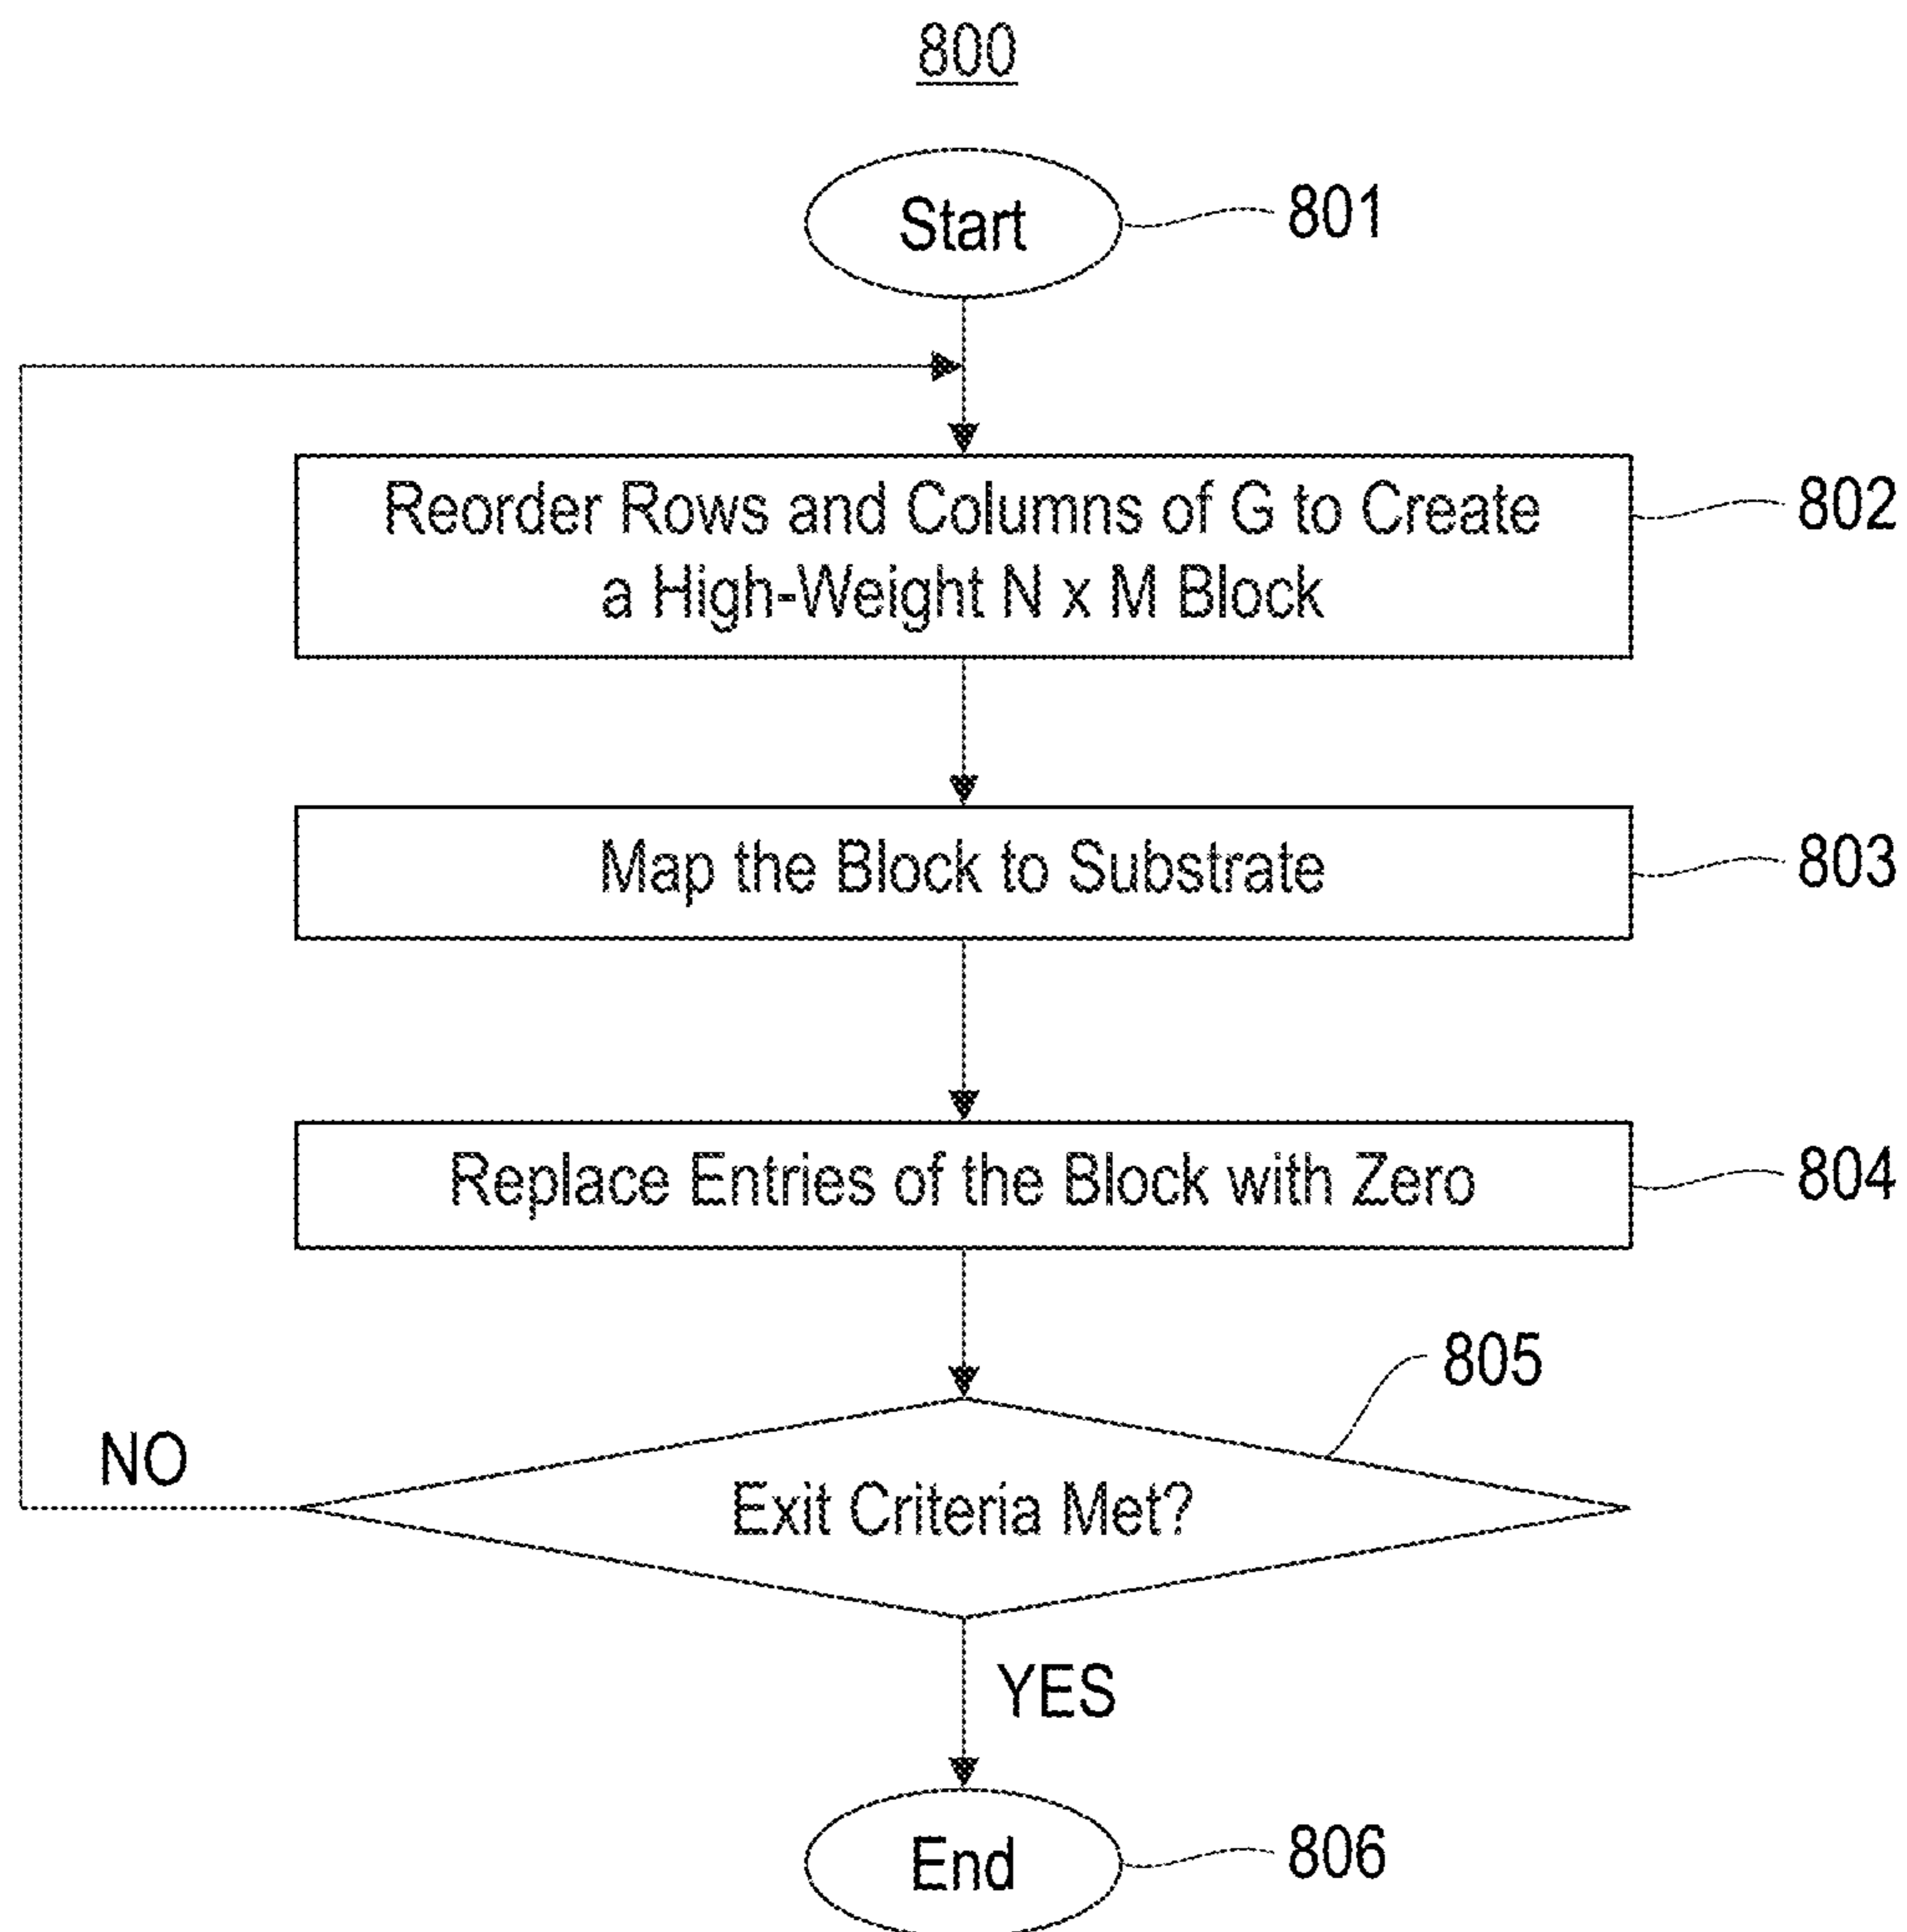 800
Start
801
Reorder Rows and Columns of G to Create
a High-Weight N x M Block
802
Map the Block to Substrate
803
Replace Entries of the Block with Zero
804
805
NO
Exit Criteria Met?
YES
End
806